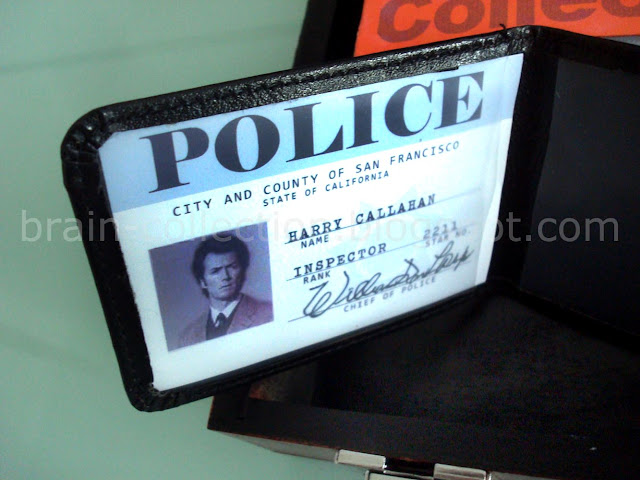 Collec
POLICE
CITY AND COUNTY OF SAN FRANCISCO
STATE OF CALIFORNIA
brain-collection.blogspot.com
HARRY CALLAHAN
NAME
INSPECTOR 2211
RANK STAR NO.
CHIEF OF POLICE